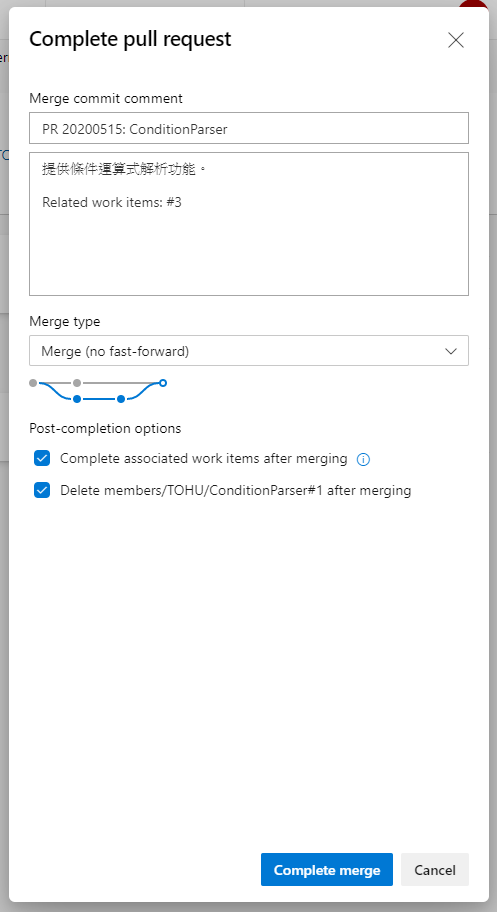 Complete pull request
Merge commit comment
PR 20200515: ConditionParser
提供條件運算式解析功能。
Related work items: #3
Merge type
Merge (no fast-forward)
Post-completion options
Complete associated work items after merging
Delete members/TOHU/ConditionParser#1 after merging
Complete merge
Cancel